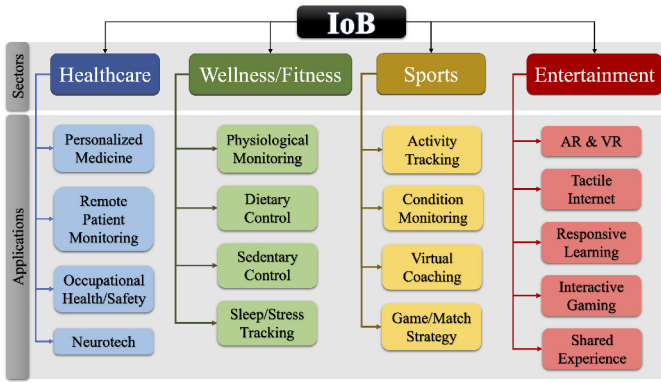 IoB
Sectors
Healthcare
Wellness/Fitness
Sports
Entertainment
Applications
Personalized
Medicine
Remote
Patient
Monitoring
Occupational
Health/Safety
Neurotech
Physiological
Monitoring
Dietary
Control
Sedentary
Control
Sleep/Stress
Tracking
Activity
Tracking
Condition
Monitoring
Virtual
Coaching
Game/Match
Strategy
AR & VR
Tactile
Internet
Responsive
Learning
Interactive
Gaming
Shared
Experience